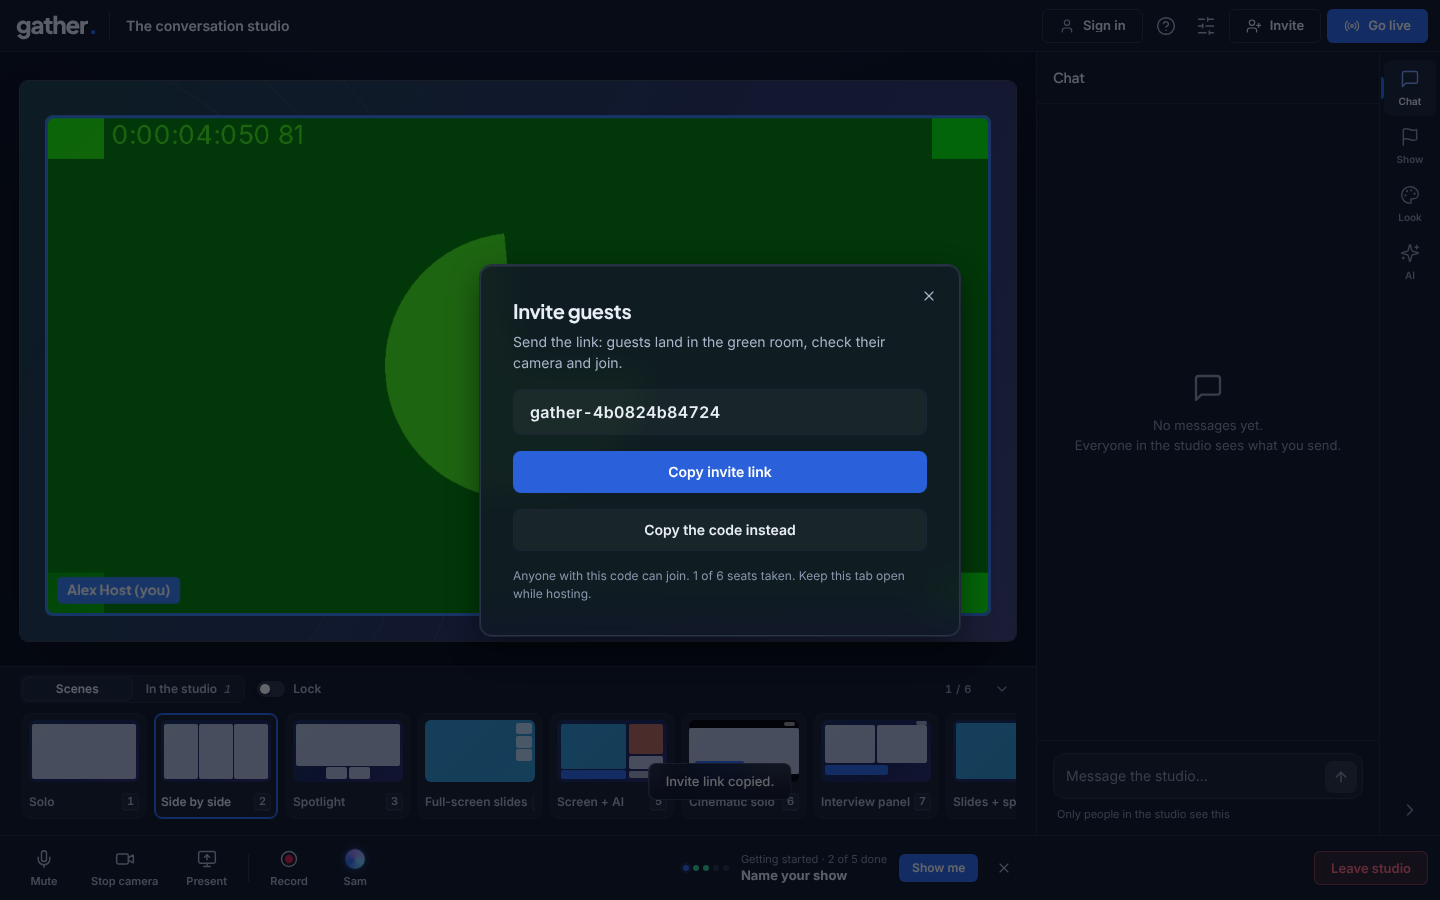 gather.
The conversation studio
Sign in
Invite
Go live
Chat
Chat
Show
Look
AI
0:00:04:050 81
Alex Host (you)
Invite guests
Send the link: guests land in the green room, check their
camera and join.
gather-4b0824b84724
Copy invite link
Copy the code instead
Anyone with this code can join. 1 of 6 seats taken. Keep this tab open
while hosting.
No messages yet.
Everyone in the studio sees what you send.
Scenes
In the studio 1
Lock
1 / 6
Solo 1
Side by side 2
Spotlight 3
Full-screen slides
Screen + AI 5
Cinematic solo 6
Interview panel 7
Slides + sp
Invite link copied.
Message the studio...
Only people in the studio see this
Mute
Stop camera
Present
Record
Sam
Getting started · 2 of 5 done
Name your show
Show me
Leave studio